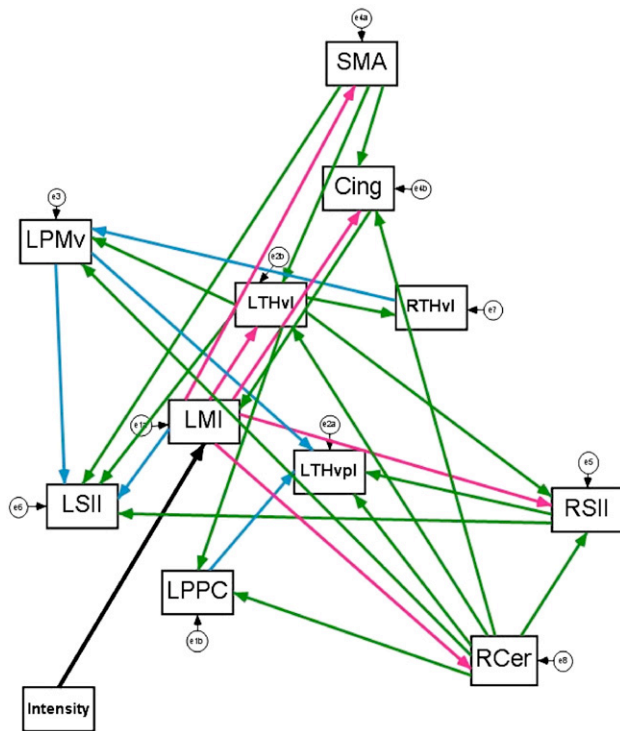 e4a
SMA
Cing
e4b
e3
LPMv
e2b
LTHvl
RTHvl
e7
LMI
e2a
LTHvpl
e5
RSII
e6
LSII
LPPC
e1b
RCer
e8
Intensity